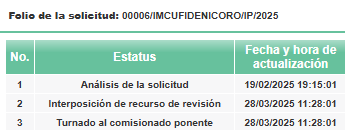 Folio de la solicitud: 00006/IMCUFIDENICORO/IP/2025
No. Estatus Fecha y hora de actualización
1 Análisis de la solicitud 19/02/2025 19:15:01
2 Interposición de recurso de revisión 28/03/2025 11:28:01
3 Turnado al comisionado ponente 28/03/2025 11:28:01